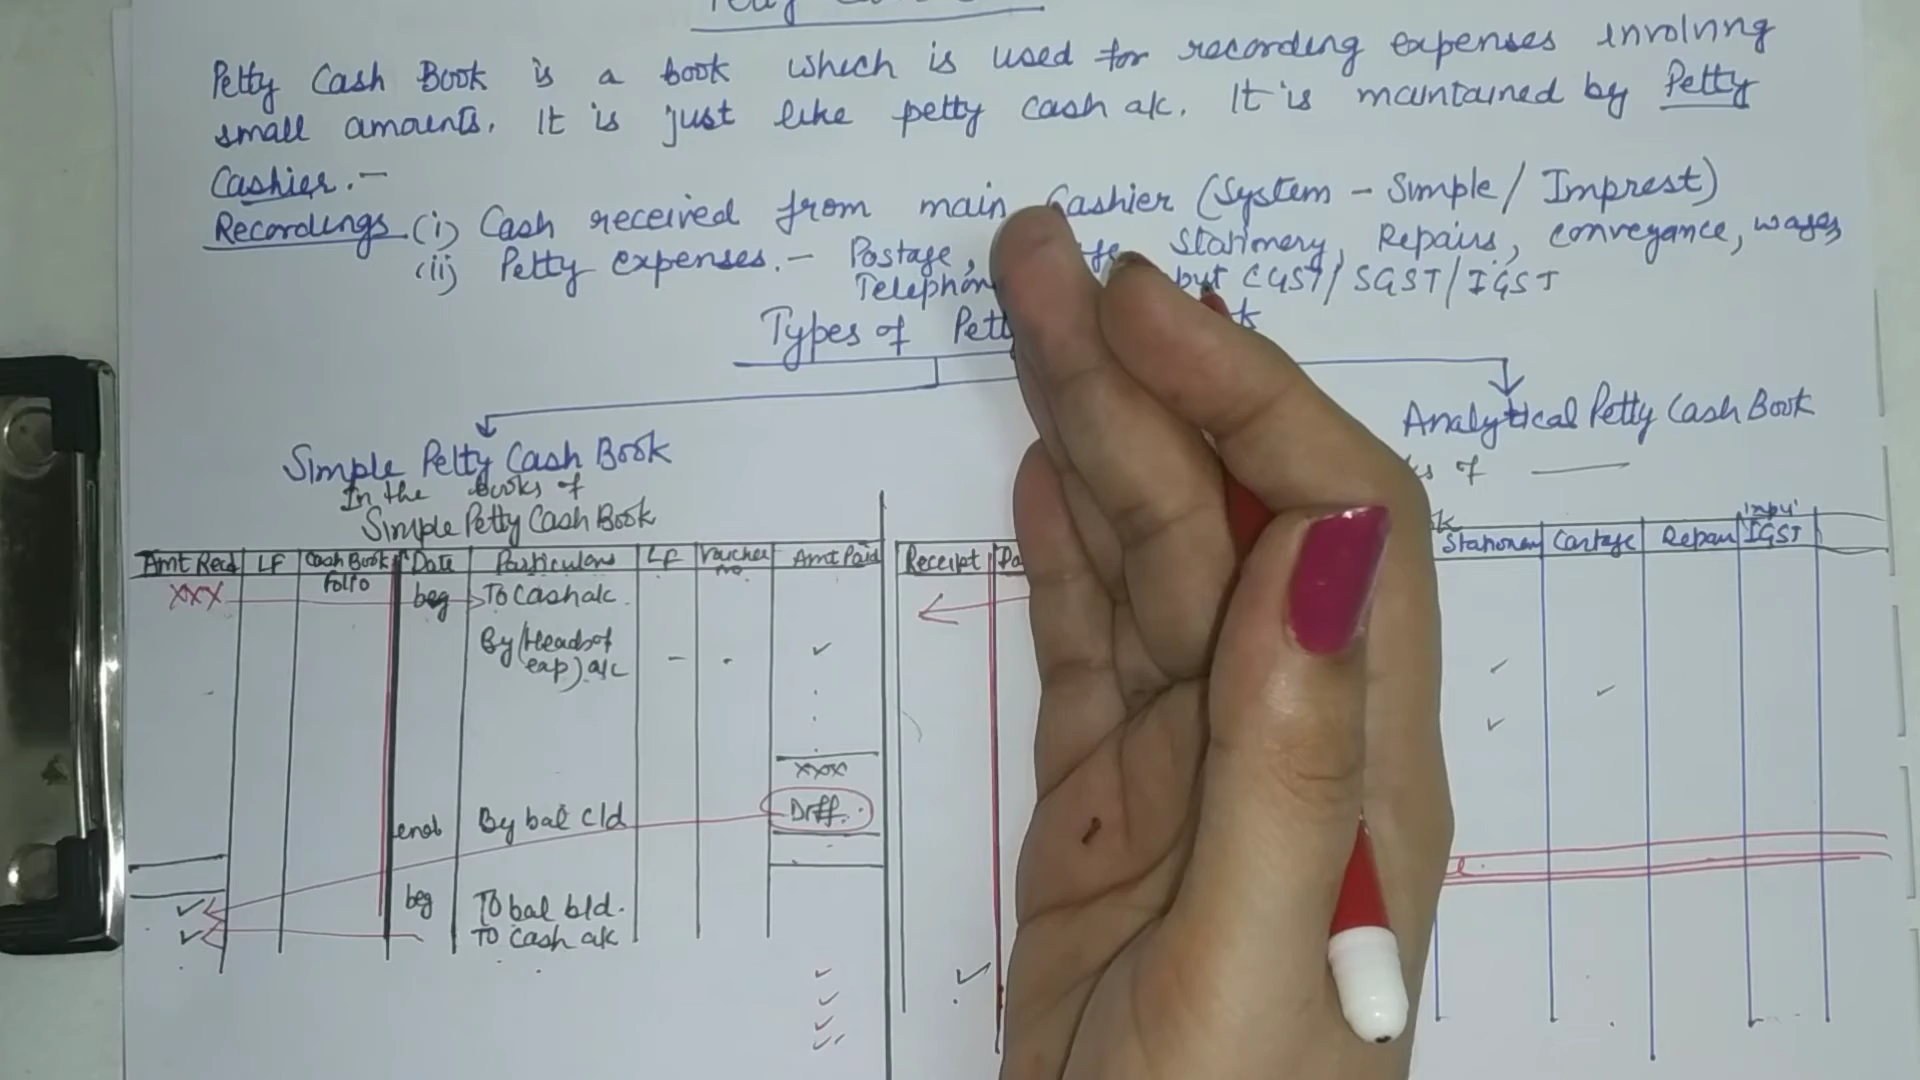 Petty Cash Book is a book which is used for recording expenses involving
small amounts. It is just like petty cash a/c. It is maintained by Petty
Cashier.-
Recordings (i) Cash received from main Cashier (System - Simple / Imprest)
(ii) Petty expenses. - Postage, Stationery, Repairs, conveyance, wages
Telephon CGST / SGST / IGST
Types of Petty
Simple Petty Cash Book
Analytical Petty Cash Book
In the books of
of
Simple Petty Cash Book
Amt Recd LF Cash Book Folio Date Particulars LF Voucher no. Amt Paid
Receipt Stationery Cartage Repair IGST
XXX beg To Cash a/c
By (Heads of
exp) a/c
XXX
end By bal c/d Diff.
beg To bal b/d.
To Cash a/c